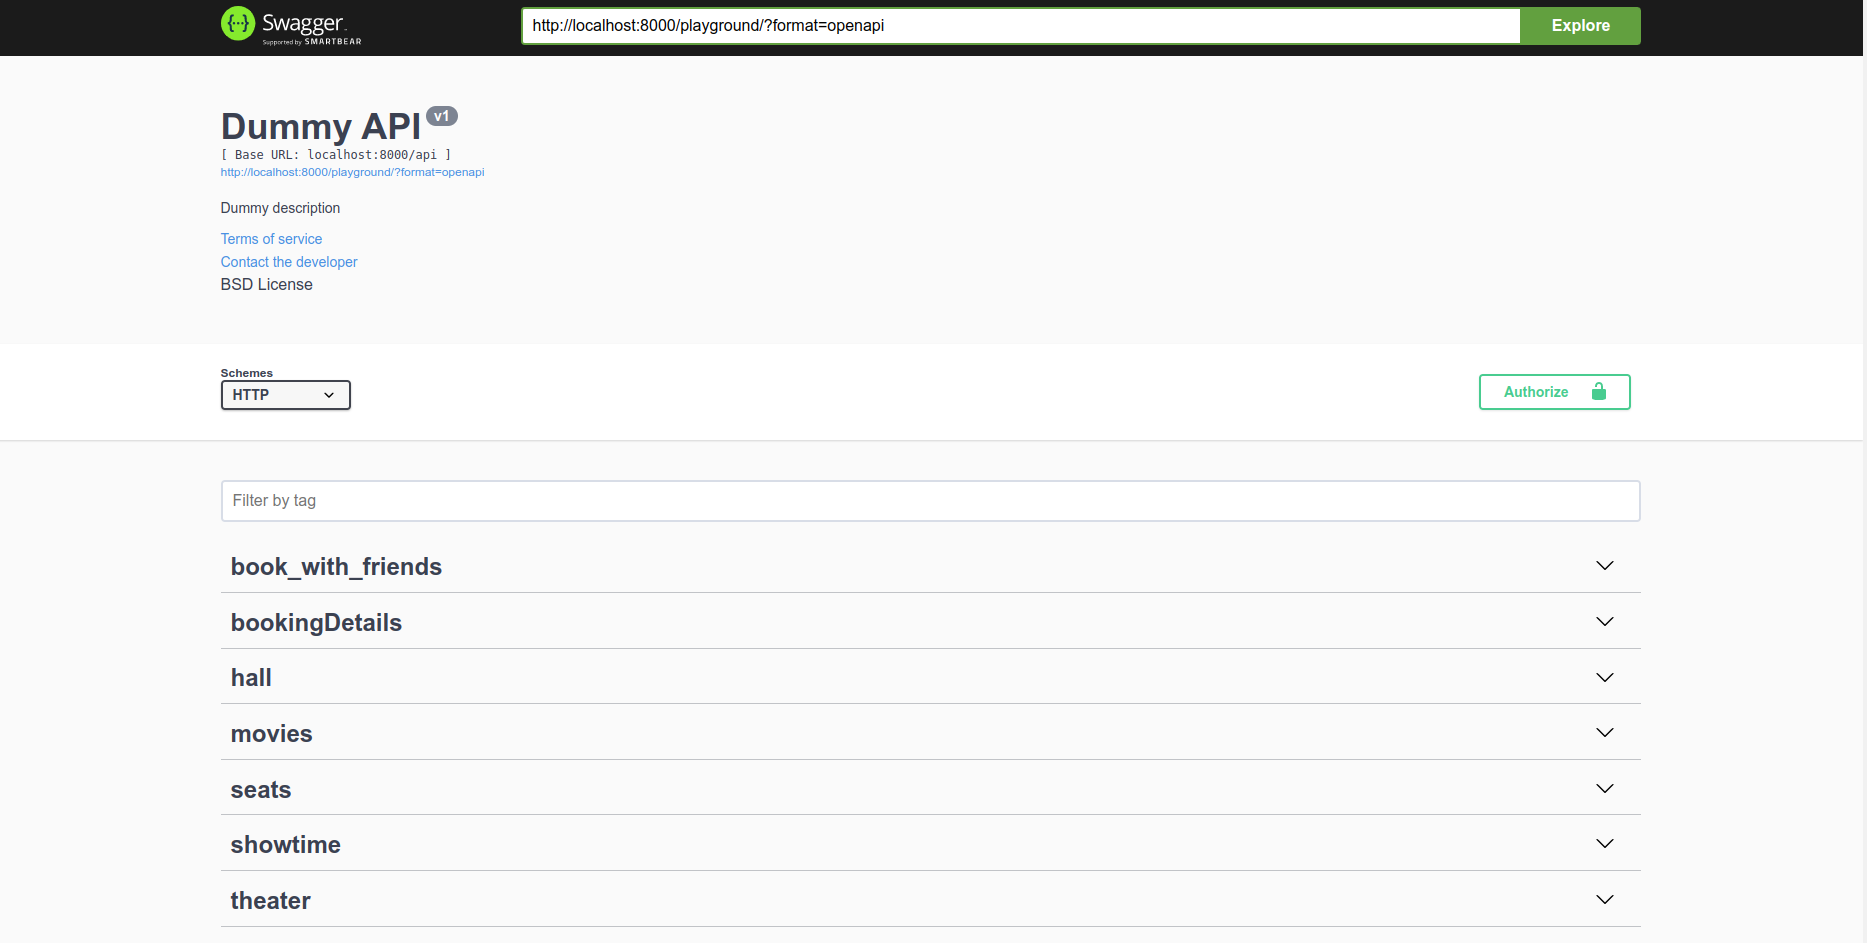 {···} Swagger
Supported by SMARTBEAR
http://localhost:8000/playground/?format=openapi
Explore
Dummy API v1
[ Base URL: localhost:8000/api ]
http://localhost:8000/playground/?format=openapi
Dummy description
Terms of service
Contact the developer
BSD License
Schemes
HTTP
Authorize
Filter by tag
book_with_friends
bookingDetails
hall
movies
seats
showtime
theater